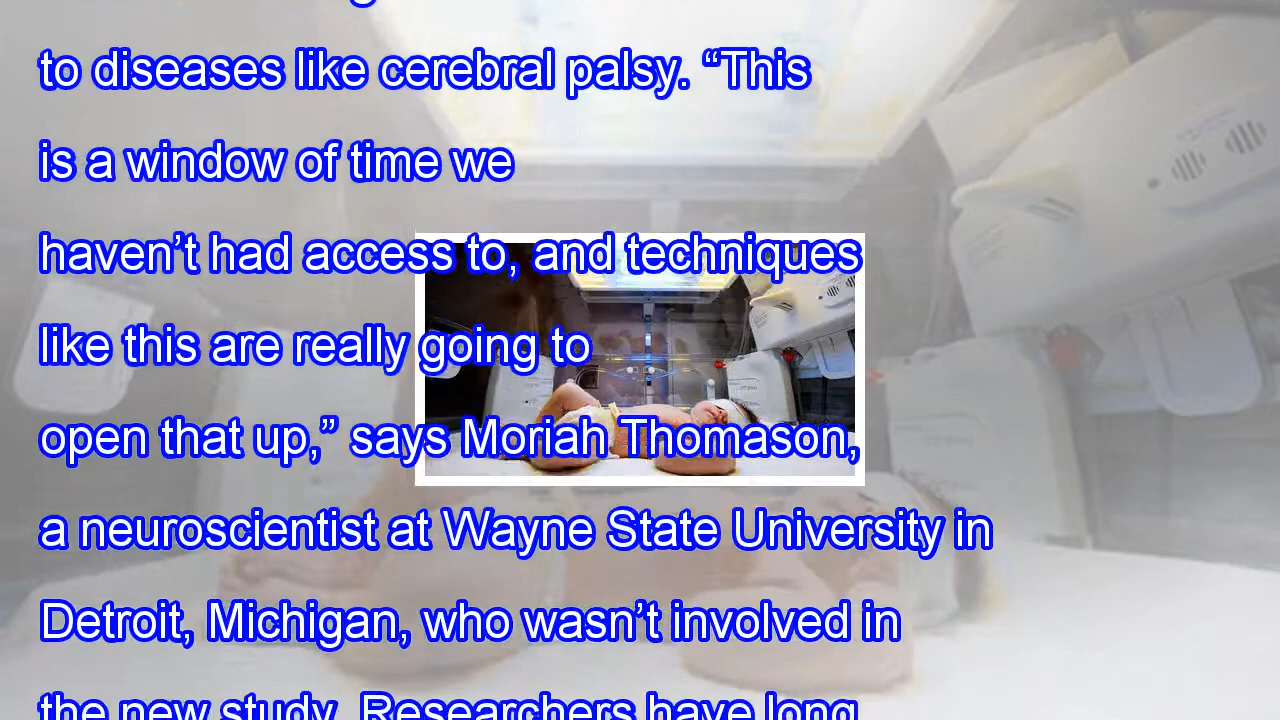 to diseases like cerebral palsy. “This
is a window of time we
haven’t had access to, and techniques
like this are really going to
open that up,” says Moriah Thomason,
a neuroscientist at Wayne State University in
Detroit, Michigan, who wasn’t involved in
the new study. Researchers have long